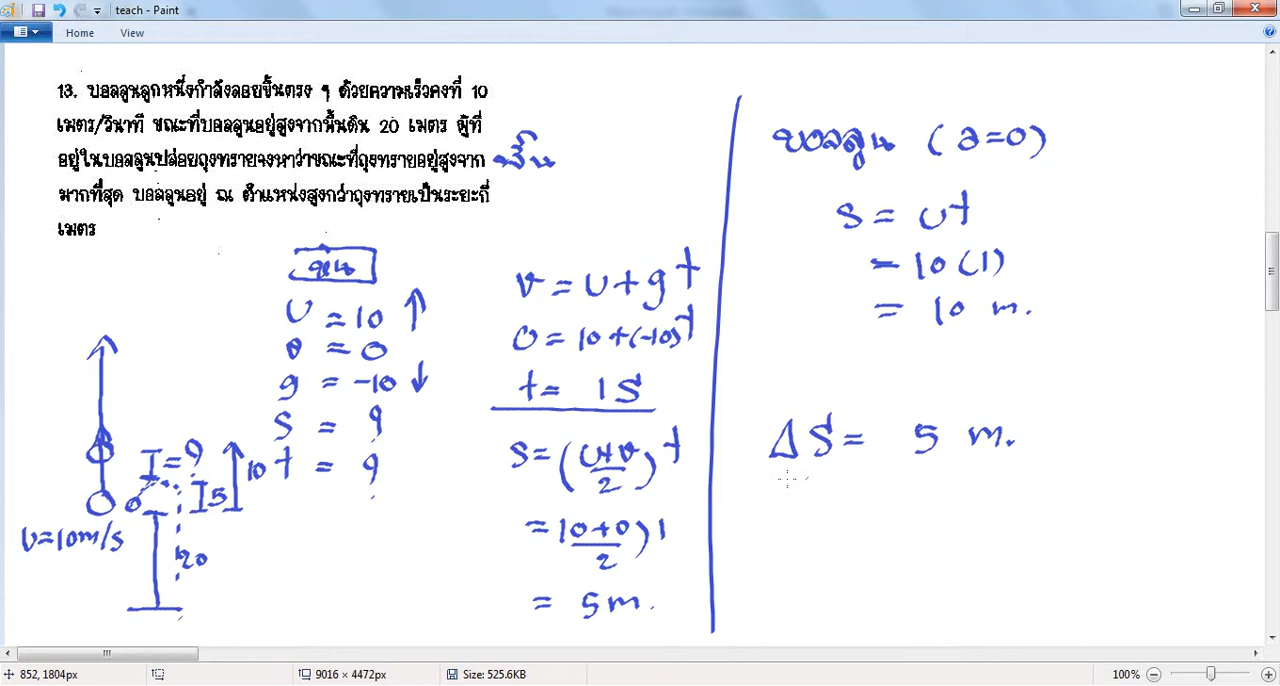 teach - Paint
Home
View
13. บอลลูนลูกหนึ่งกำลังลอยขึ้นตรง ๆ ด้วยความเร็วคงที่ 10
เมตร/วินาที ขณะที่บอลลูนอยู่สูงจากพื้นดิน 20 เมตร ผู้ที่
อยู่ในบอลลูนปล่อยถุงทรายจงหาว่าขณะที่ถุงทรายอยู่สูงจาก
พื้น
มากที่สุด บอลลูนอยู่ ณ ตำแหน่งสูงกว่าถุงทรายเป็นระยะกี่
เมตร
U = 10 ↑
v = 0
g = -10 ↓
S = ?
t = ?
I = ?
I 5
10
U=10m/s
20
v = U + gt
0 = 10+(-10)t
t = 1 S
S = (U+v/2) t
= 10+0/2) 1
= 5 m.
บอลลูน (a=0)
s = ut
= 10 (1)
= 10 m.
Δ S = 5 m.
852, 1804px
9016 × 4472px
Size: 525.6KB
100%